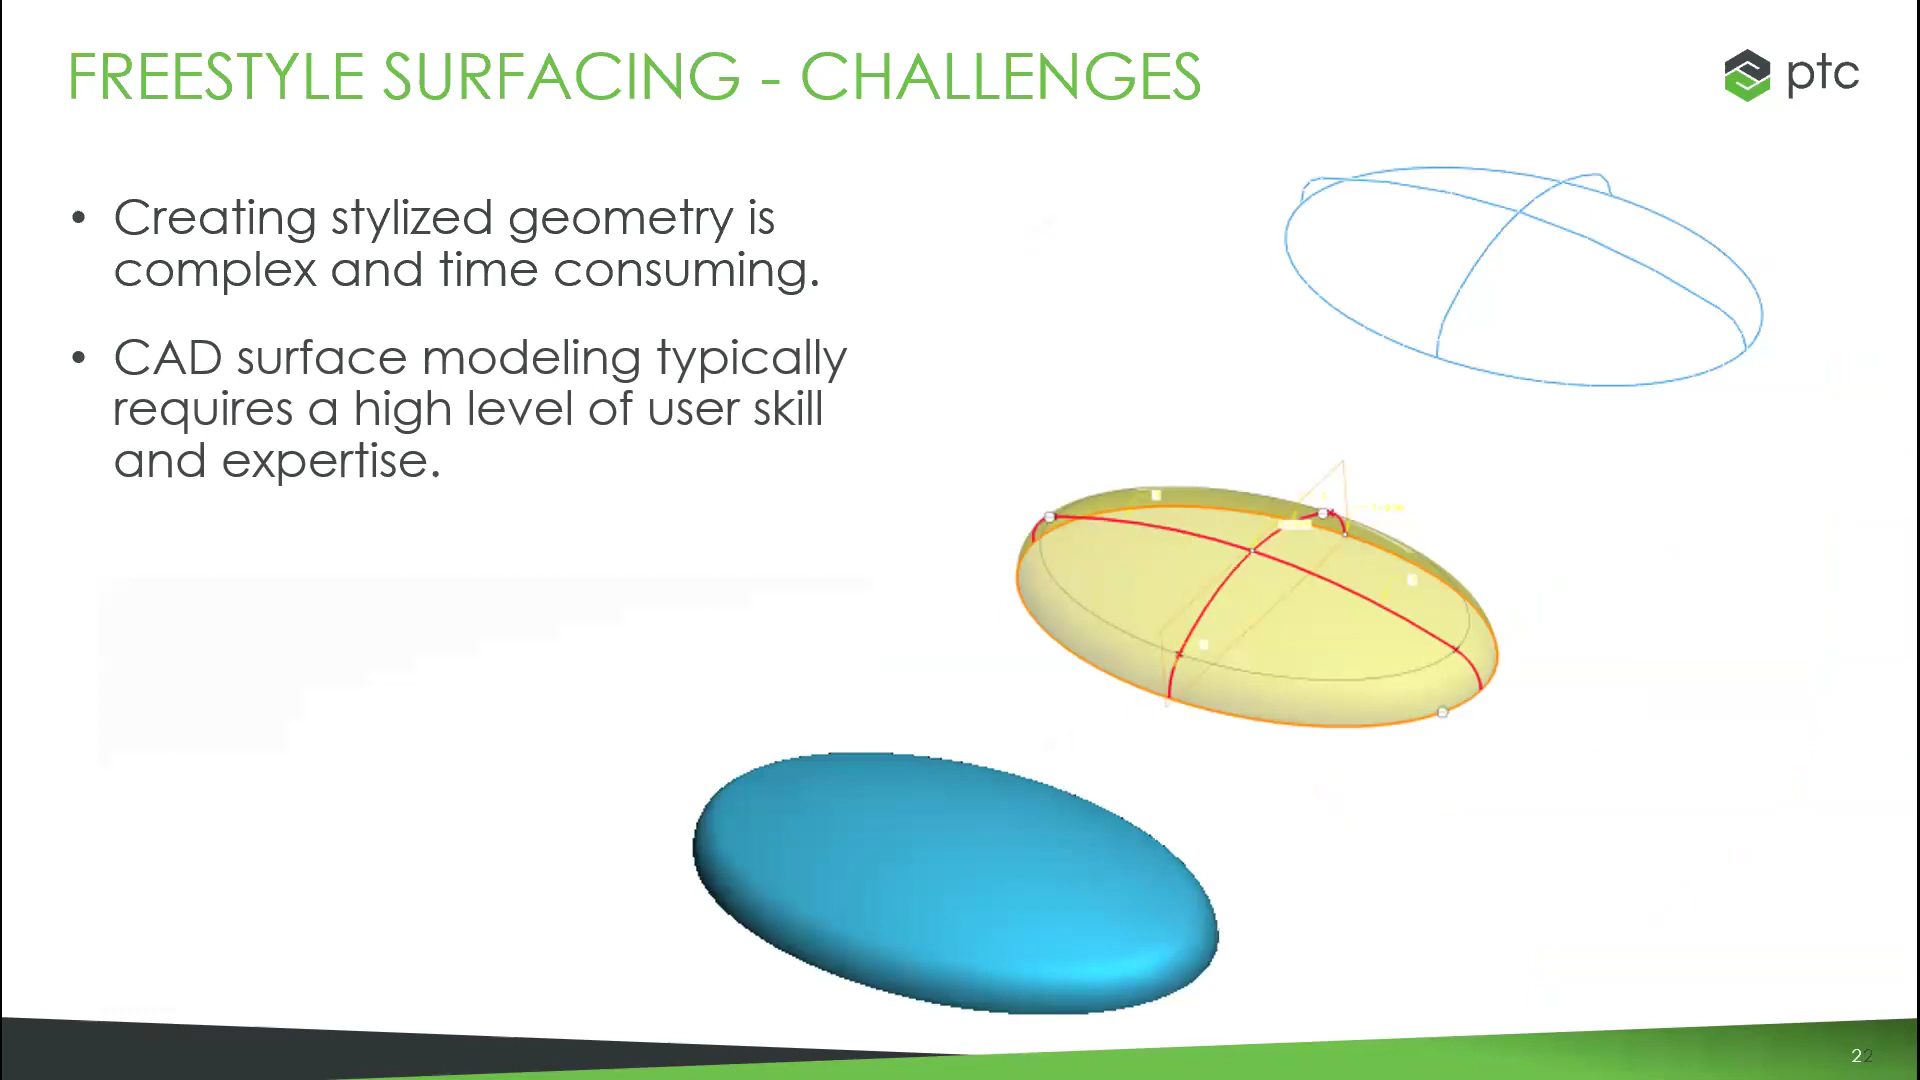 FREESTYLE SURFACING - CHALLENGES
ptc
• Creating stylized geometry is
complex and time consuming.
• CAD surface modeling typically
requires a high level of user skill
and expertise.
22